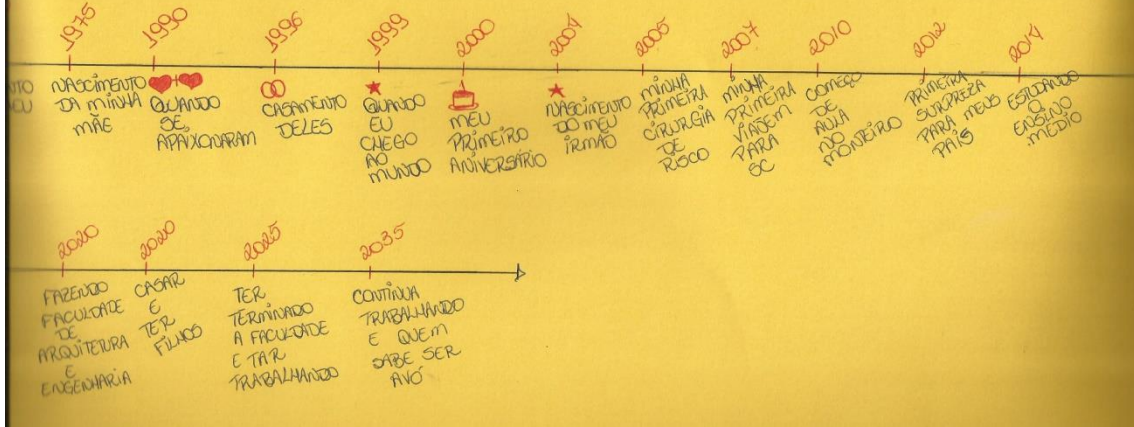 1975
1990
1996
1999
2000
2004
2005
2007
2010
2012
2014
NASCIMENTO
DA MINHA
MÃE
+
QUANDO
SE
APAIXONARAM
CASAMENTO
DELES
QUANDO
EU
CHEGO
AO
MUNDO
MEU
PRIMEIRO
ANIVERSÁRIO
NASCIMENTO
DO MEU
IRMÃO
MINHA
PRIMEIRA
CIRURGIA
DE
RISCO
MINHA
PRIMEIRA
VIAJEM
PARA
SC
COMEÇO
DE
AULA
NO
MONTEIRO
PRIMEIRA
SURPREZA
PARA MEUS
PAIS
ESTUDANDO
O
ENSINO
MÉDIO
2020
2020
2025
2035
FAZENDO
FACULDADE
DE
ARQUITETURA
E
ENGENHARIA
CASAR
E
TER
FILHOS
TER
TERMINADO
A FACULDADE
E TAR
TRABALHANDO
CONTINUA
TRABALHANDO
E QUEM
SABE SER
AVÓ